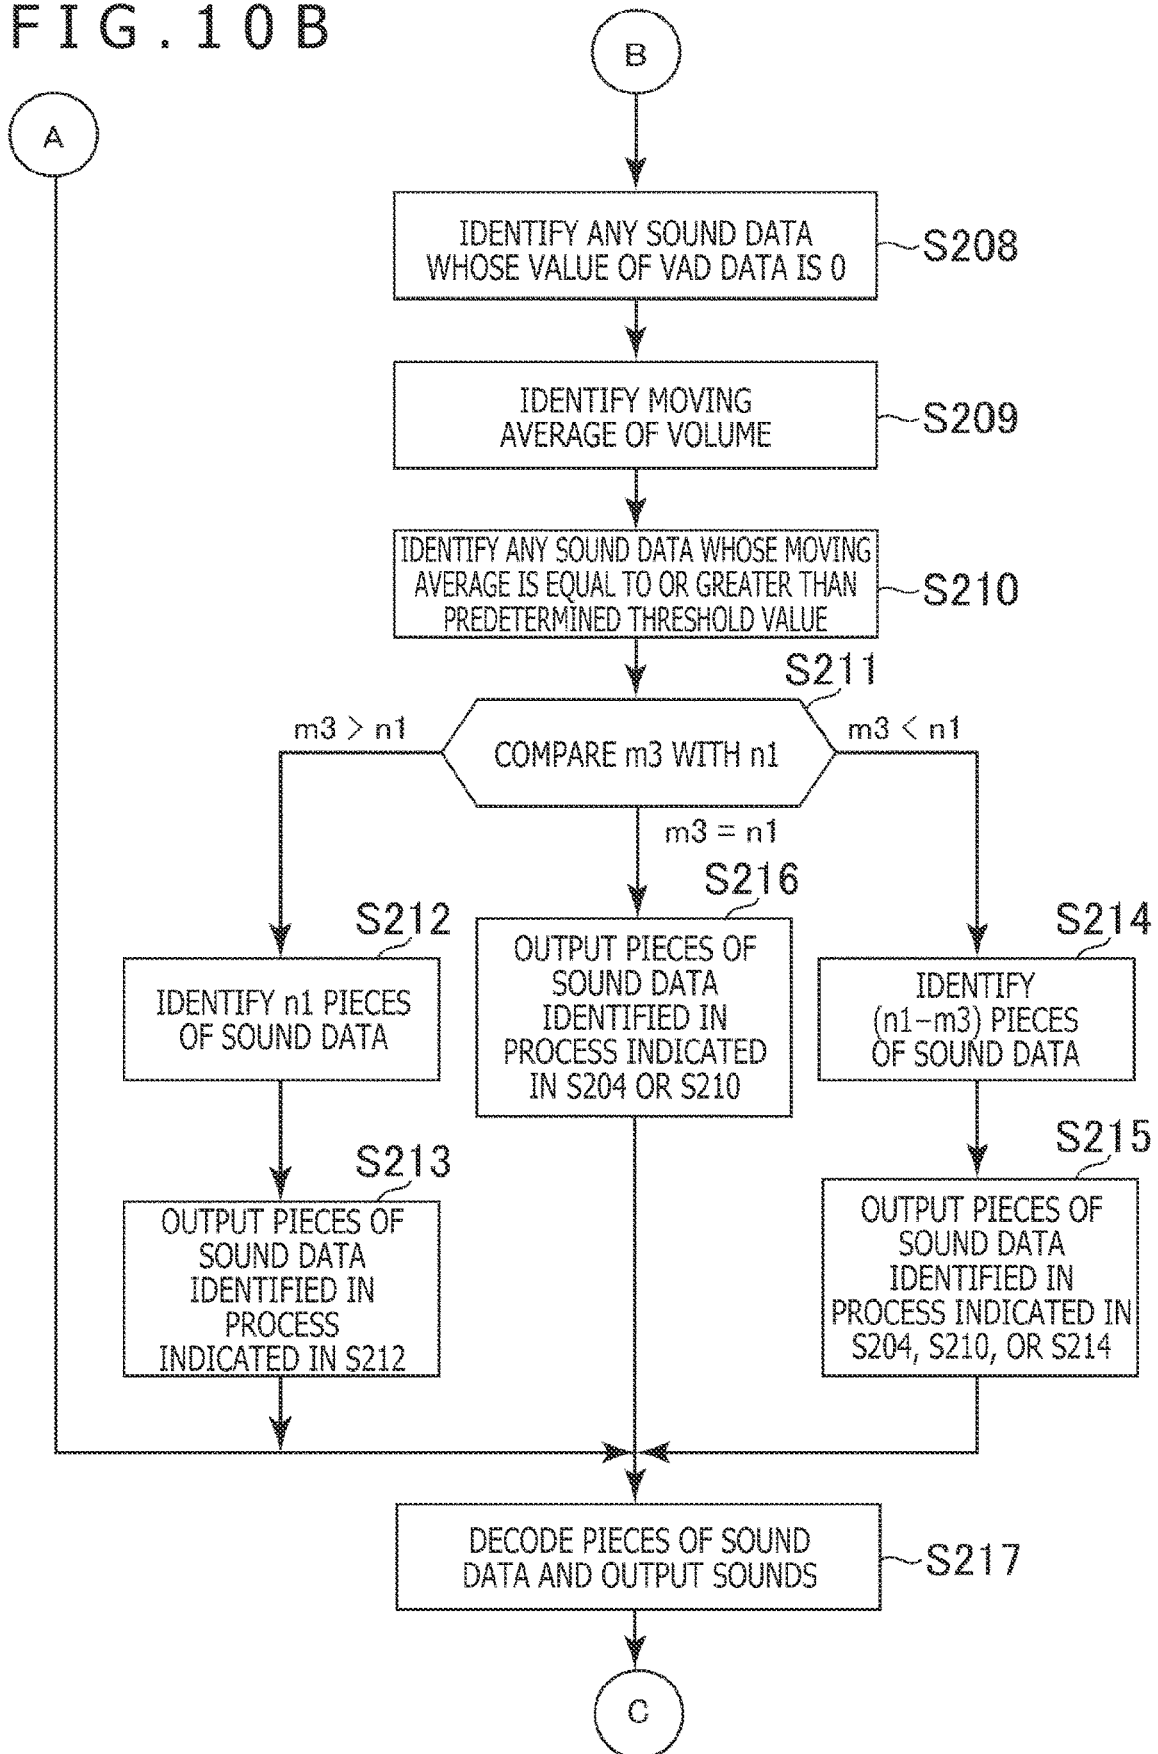 FIG.10B
B
A
IDENTIFY ANY SOUND DATA
WHOSE VALUE OF VAD DATA IS 0
S208
IDENTIFY MOVING
AVERAGE OF VOLUME
S209
IDENTIFY ANY SOUND DATA WHOSE MOVING
AVERAGE IS EQUAL TO OR GREATER THAN
PREDETERMINED THRESHOLD VALUE
S210
S211
m3 > n1
COMPARE m3 WITH n1
m3 < n1
m3 = n1
S212
IDENTIFY n1 PIECES
OF SOUND DATA
S216
OUTPUT PIECES OF
SOUND DATA
IDENTIFIED IN
PROCESS INDICATED
IN S204 OR S210
S214
IDENTIFY
(n1-m3) PIECES
OF SOUND DATA
S213
OUTPUT PIECES OF
SOUND DATA
IDENTIFIED IN
PROCESS
INDICATED IN S212
S215
OUTPUT PIECES OF
SOUND DATA
IDENTIFIED IN
PROCESS INDICATED IN
S204, S210, OR S214
DECODE PIECES OF SOUND
DATA AND OUTPUT SOUNDS
S217
C